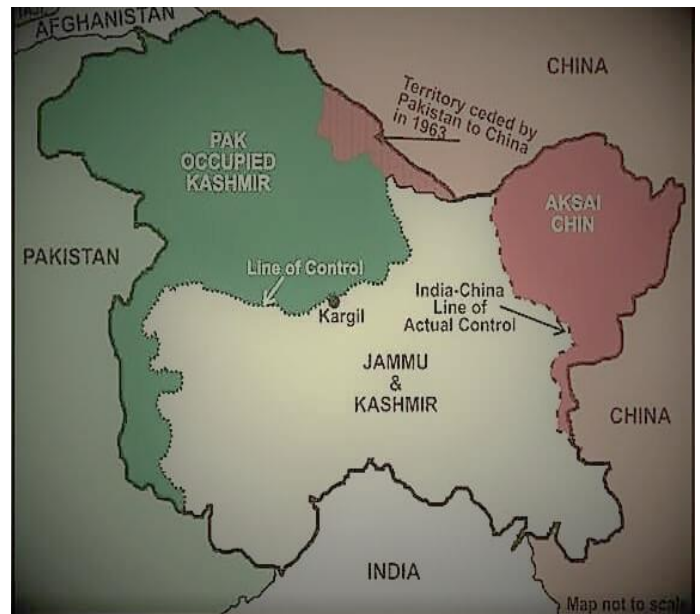 AFGHANISTAN
CHINA
Territory ceded by
Pakistan to China
in 1963
PAK
OCCUPIED
KASHMIR
AKSAI
CHIN
PAKISTAN
Line of Control
India-China
Line of
Actual Control
Kargil
JAMMU
&
KASHMIR
CHINA
INDIA
Map not to scale